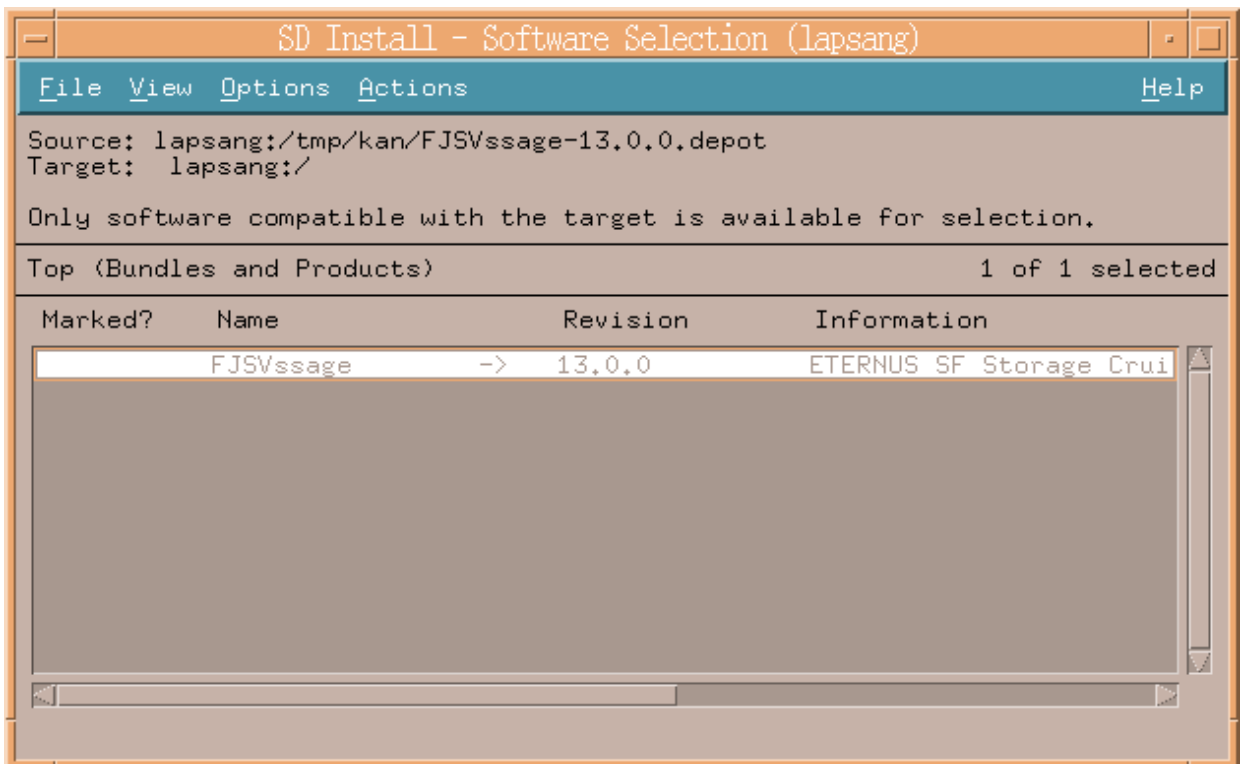 SD Install - Software Selection (lapsang)
File View Options Actions Help
Source: lapsang:/tmp/kan/FJSVssage-13.0.0.depot
Target: lapsang:/
Only software compatible with the target is available for selection.
Top (Bundles and Products) 1 of 1 selected
Marked? Name Revision Information
FJSVssage -> 13.0.0 ETERNUS SF Storage Crui